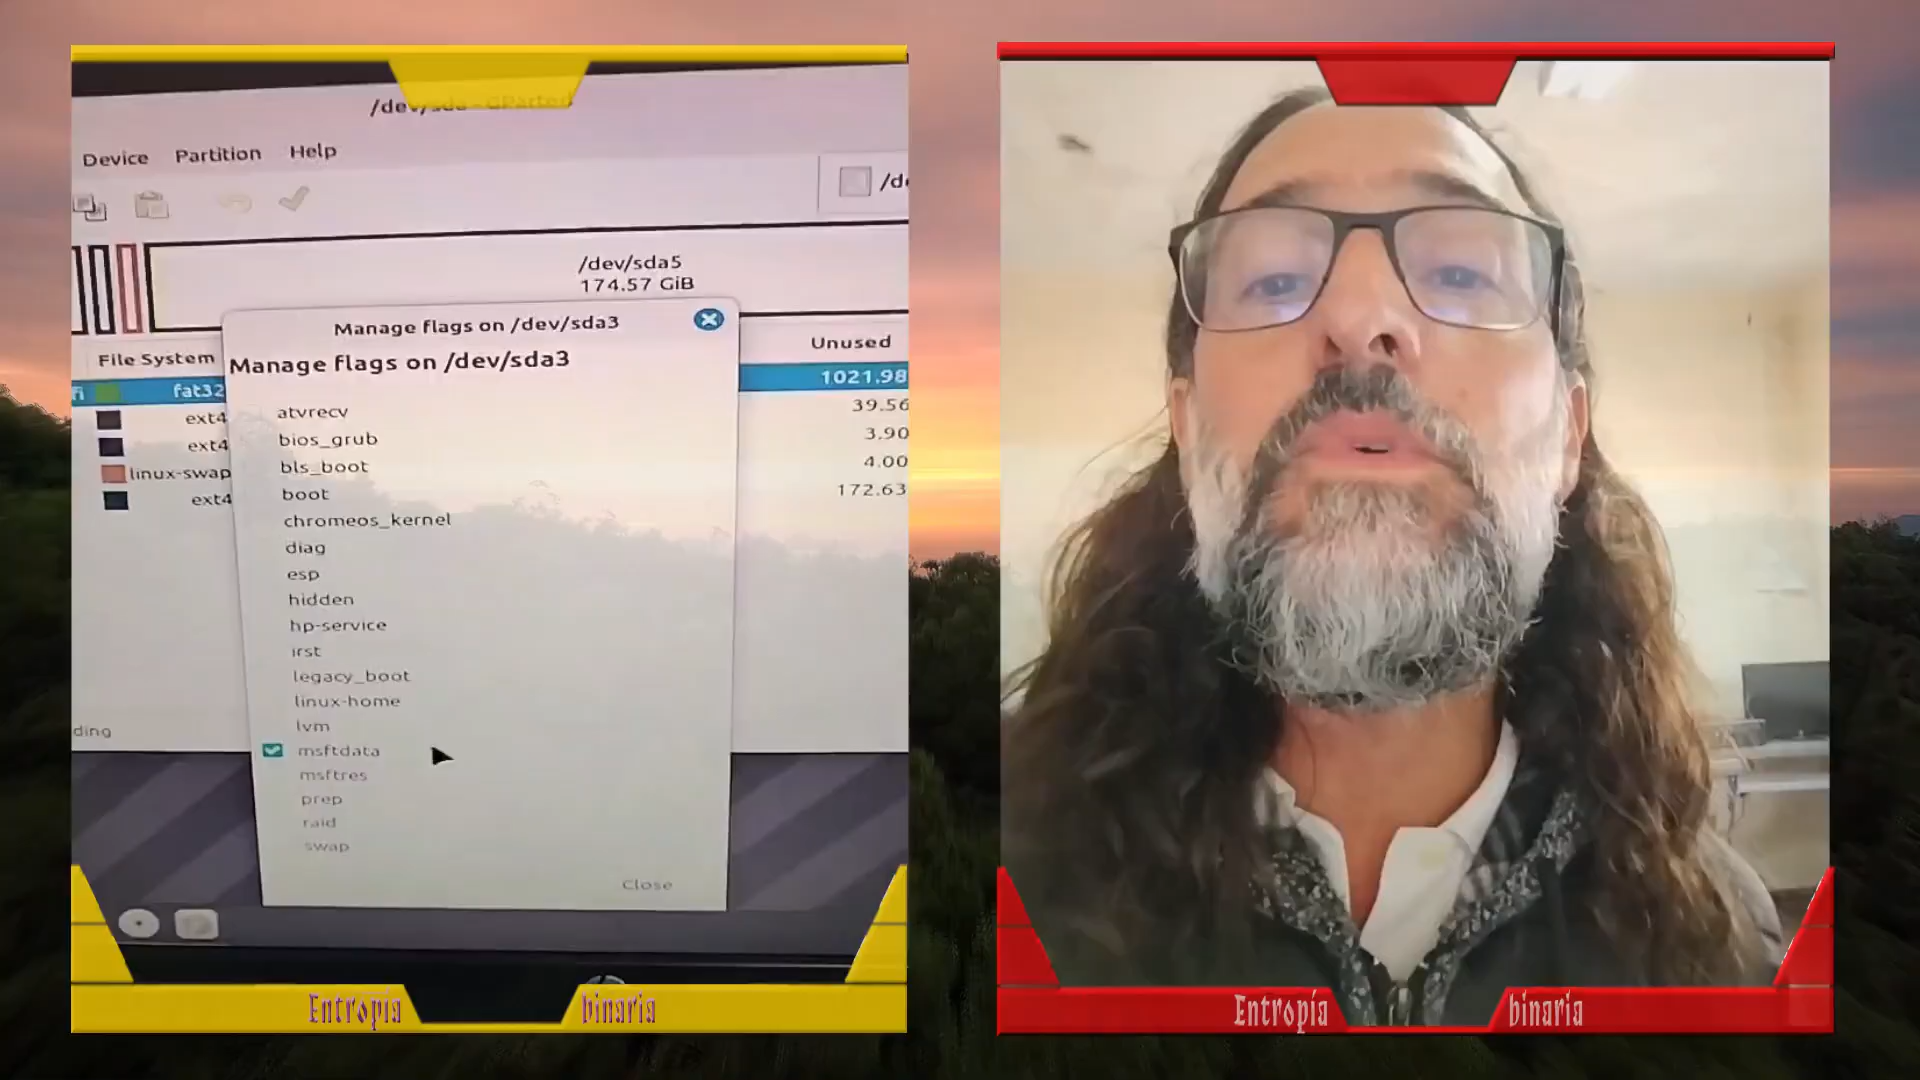 /dev/sda - GParted
Device Partition Help
/de
/dev/sda5
174.57 GiB
Manage flags on /dev/sda3
Manage flags on /dev/sda3
File System
Unused
fi fat32
1021.98
ext4
39.56
ext4
3.90
linux-swap
4.00
ext4
172.63
atvrecv
bios_grub
bls_boot
boot
chromeos_kernel
diag
esp
hidden
hp-service
irst
legacy_boot
linux-home
lvm
msftdata
msftres
prep
raid
swap
ding
Close
Entropía binaria
Entropía binaria